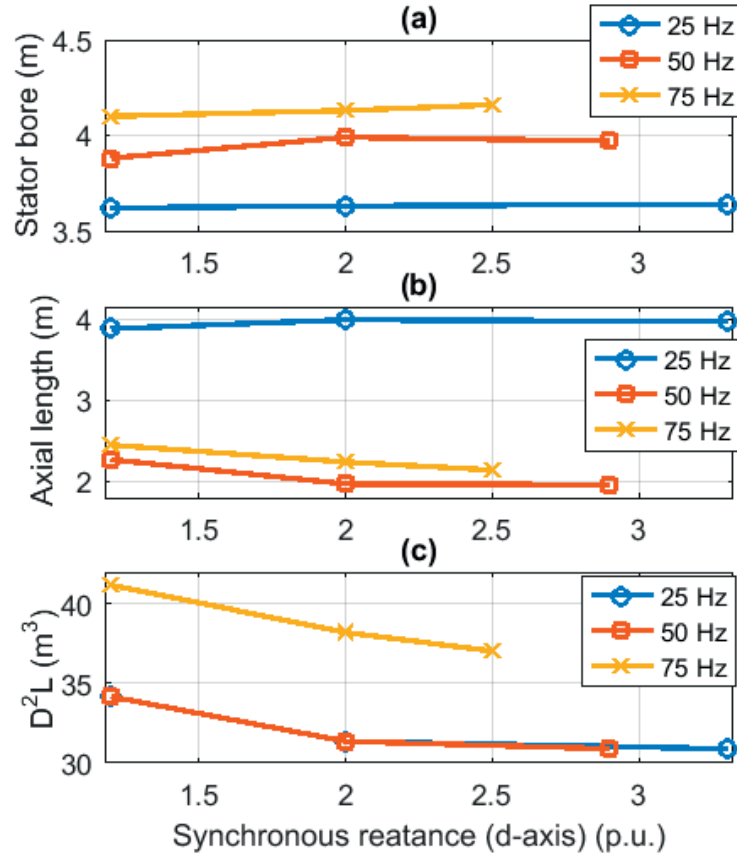 (a)
Stator bore (m)
4.5
4
3.5
1.5 2 2.5 3
25 Hz
50 Hz
75 Hz
(b)
Axial length (m)
4
3
2
1.5 2 2.5 3
25 Hz
50 Hz
75 Hz
(c)
D²L (m³)
40
35
30
1.5 2 2.5 3
25 Hz
50 Hz
75 Hz
Synchronous reatance (d-axis) (p.u.)